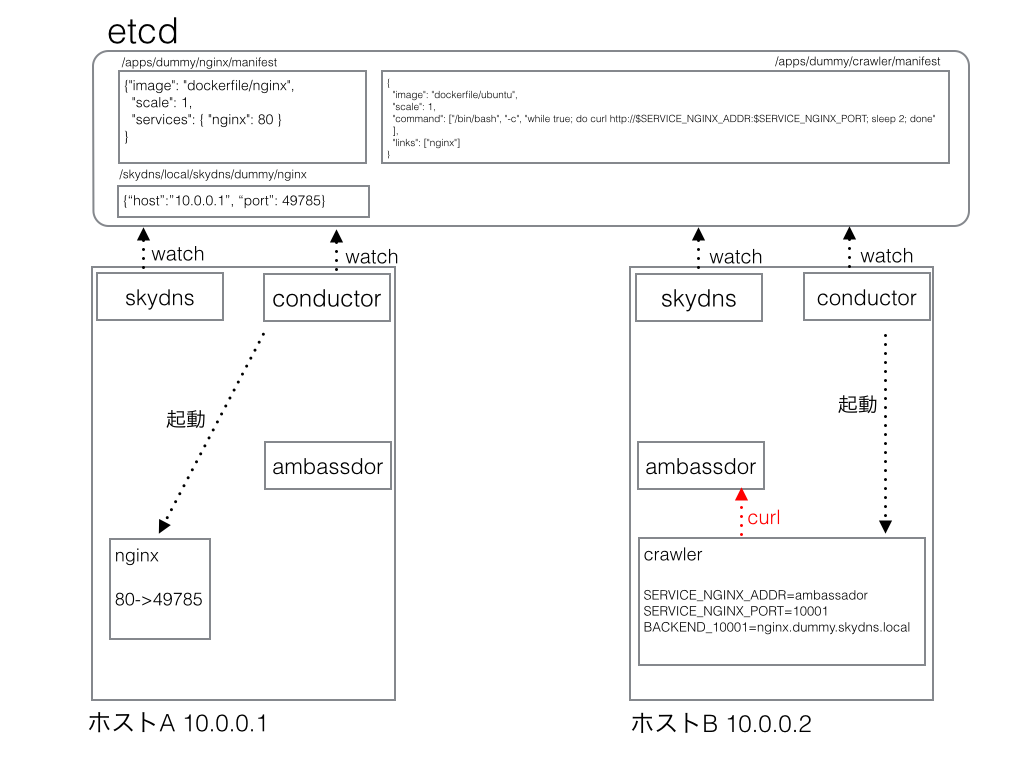 etcd
/apps/dummy/nginx/manifest
/apps/dummy/crawler/manifest
{"image": "dockerfile/nginx",
"scale": 1,
"services": { "nginx": 80 }
}
{
"image": "dockerfile/ubuntu",
"scale": 1,
"command": ["/bin/bash", "-c", "while true; do curl http://$SERVICE_NGINX_ADDR:$SERVICE_NGINX_PORT; sleep 2; done"
],
"links": ["nginx"]
}
/skydns/local/skydns/dummy/nginx
{“host”:”10.0.0.1”, “port”: 49785}
watch
watch
watch
watch
skydns
conductor
skydns
conductor
起動
起動
ambassdor
ambassdor
curl
nginx
80->49785
crawler
SERVICE_NGINX_ADDR=ambassador
SERVICE_NGINX_PORT=10001
BACKEND_10001=nginx.dummy.skydns.local
ホストA 10.0.0.1
ホストB 10.0.0.2